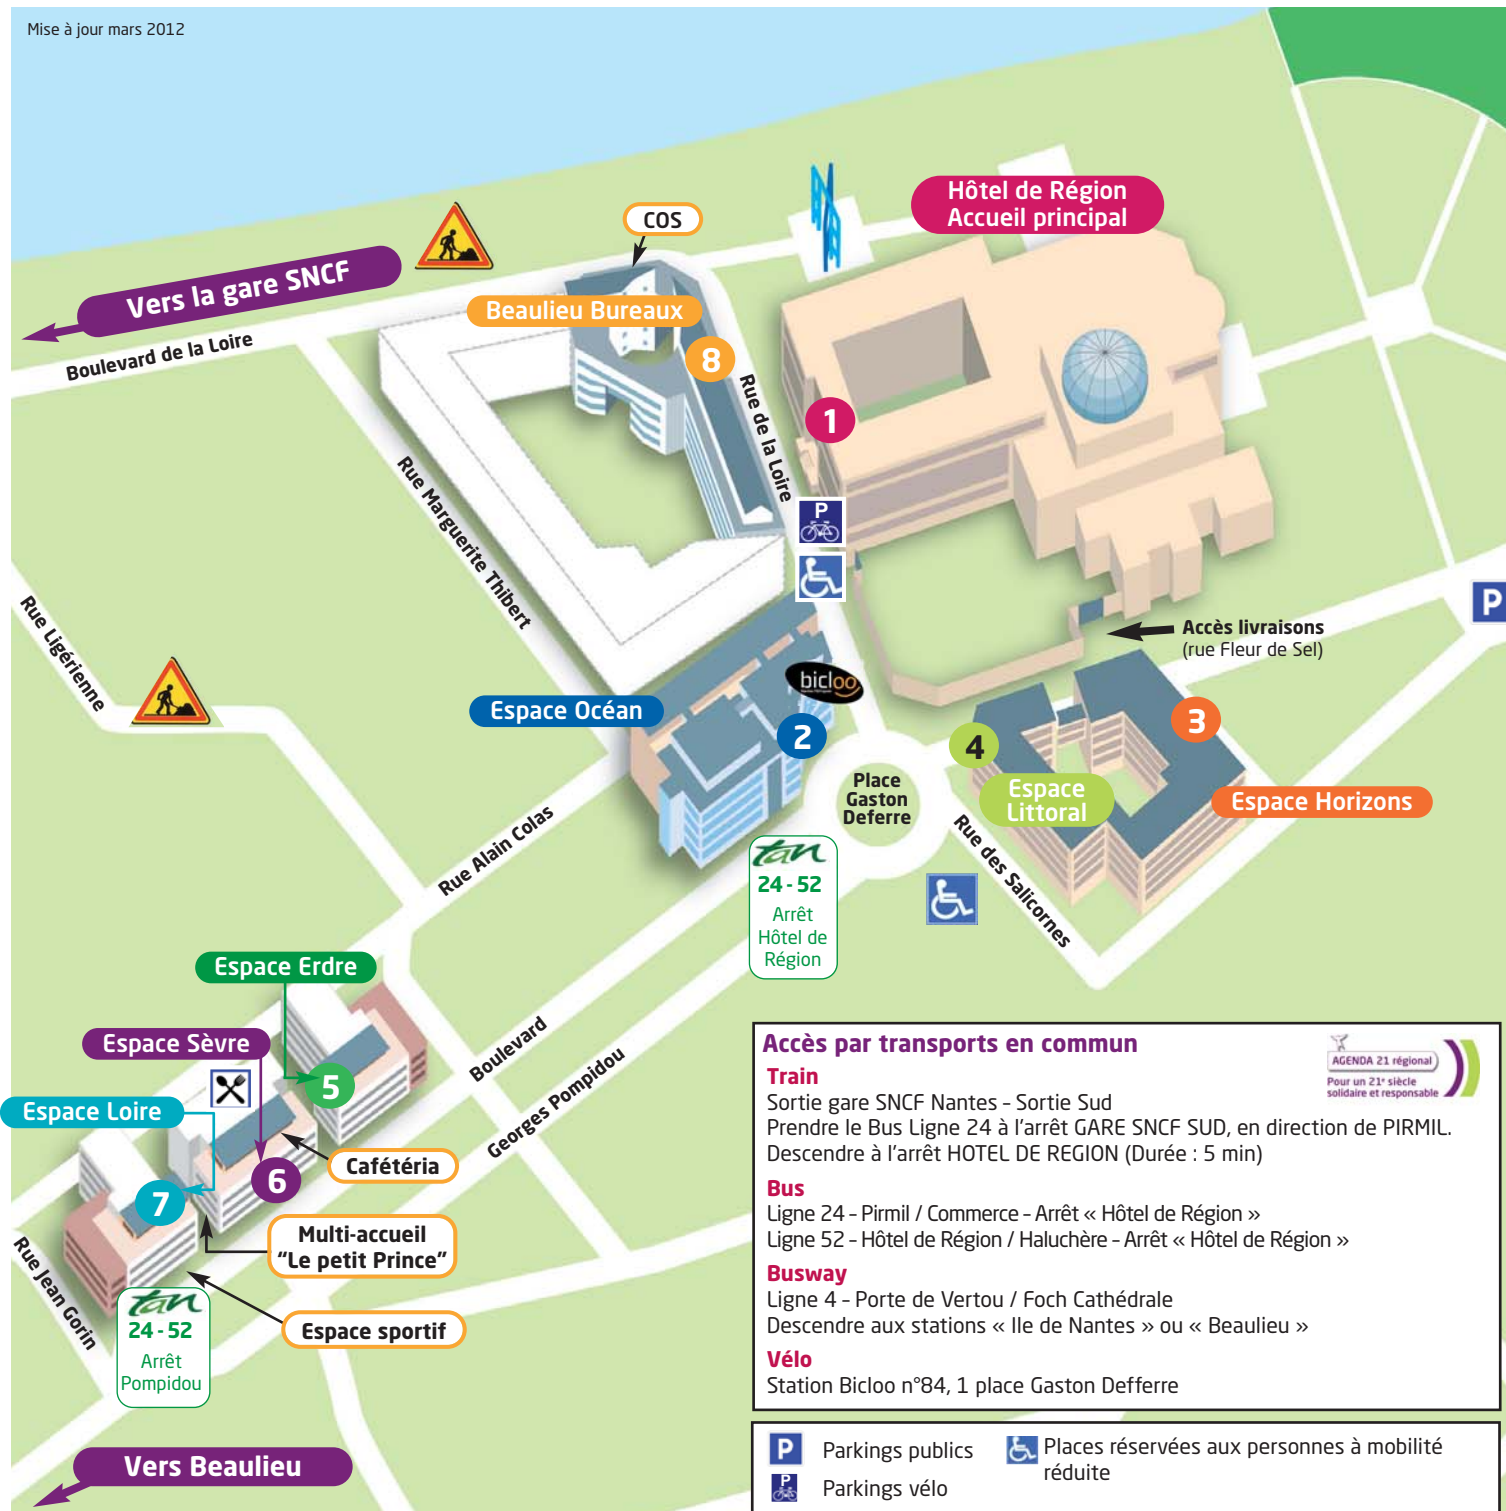 Mise à jour mars 2012
Hôtel de Région
Accueil principal
COS
Vers la gare SNCF
Beaulieu Bureaux
8
Boulevard de la Loire
Rue de la Loire
1
Rue Marguerite Thibert
P
P
Rue Ligérienne
Accès livraisons
(rue Fleur de Sel)
bicloo
Espace Océan
2
3
4
Place
Gaston
Deferre
Espace
Littoral
Espace Horizons
Rue Alain Colas
Rue des Salicornes
tan
24 - 52
Arrêt
Hôtel de
Région
Espace Erdre
Espace Sèvre
5
Boulevard
Georges Pompidou
Espace Loire
Cafétéria
6
7
Multi-accueil
"Le petit Prince"
Rue Jean Gorin
tan
24 - 52
Arrêt
Pompidou
Espace sportif
Vers Beaulieu
Accès par transports en commun
AGENDA 21 régional
Pour un 21e siècle
solidaire et responsable
Train
Sortie gare SNCF Nantes – Sortie Sud
Prendre le Bus Ligne 24 à l'arrêt GARE SNCF SUD, en direction de PIRMIL.
Descendre à l'arrêt HOTEL DE REGION (Durée : 5 min)
Bus
Ligne 24 – Pirmil / Commerce – Arrêt « Hôtel de Région »
Ligne 52 – Hôtel de Région / Haluchère – Arrêt « Hôtel de Région »
Busway
Ligne 4 – Porte de Vertou / Foch Cathédrale
Descendre aux stations « Ile de Nantes » ou « Beaulieu »
Vélo
Station Bicloo n°84, 1 place Gaston Defferre
P Parkings publics
Places réservées aux personnes à mobilité
réduite
P Parkings vélo